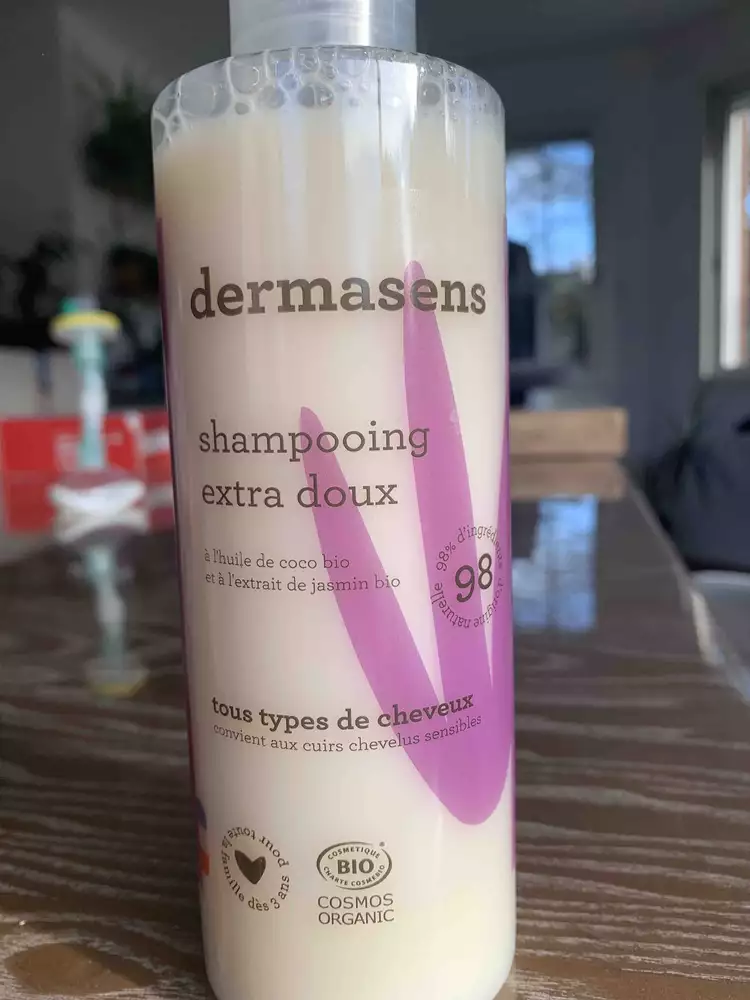 dermasens
shampooing
extra doux
à l'huile de coco bio
et à l'extrait de jasmin bio
98% d'ingrédients d'origine naturelle
98
tous types de cheveux
convient aux cuirs chevelus sensibles
pour toute la famille dès 3 ans
COSMETIQUE
BIO
CHARTE COSMEBIO
COSMOS
ORGANIC